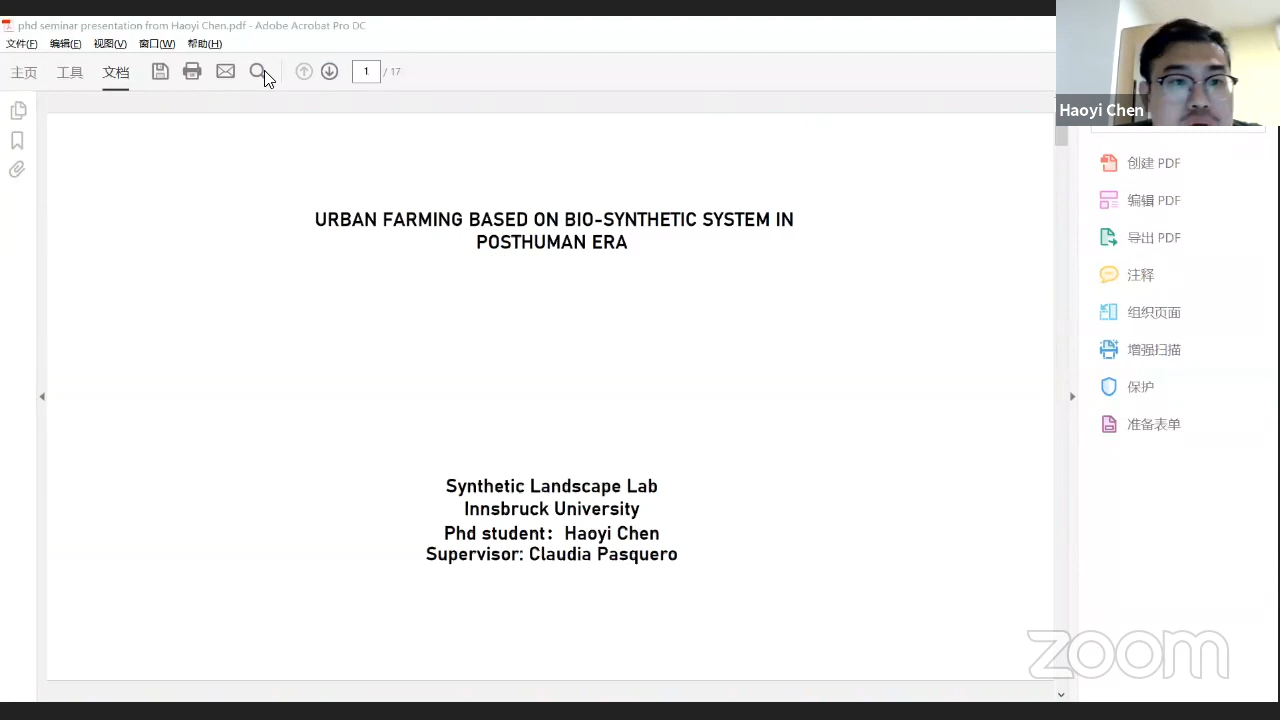 phd seminar presentation from Haoyi Chen.pdf - Adobe Acrobat Pro DC
文件(F) 编辑(E) 视图(V) 窗口(W) 帮助(H)
主页 工具 文档 1 / 17
Haoyi Chen
URBAN FARMING BASED ON BIO-SYNTHETIC SYSTEM IN
POSTHUMAN ERA
Synthetic Landscape Lab
Innsbruck University
Phd student： Haoyi Chen
Supervisor: Claudia Pasquero
创建 PDF
编辑 PDF
导出 PDF
注释
组织页面
增强扫描
保护
准备表单
zoom